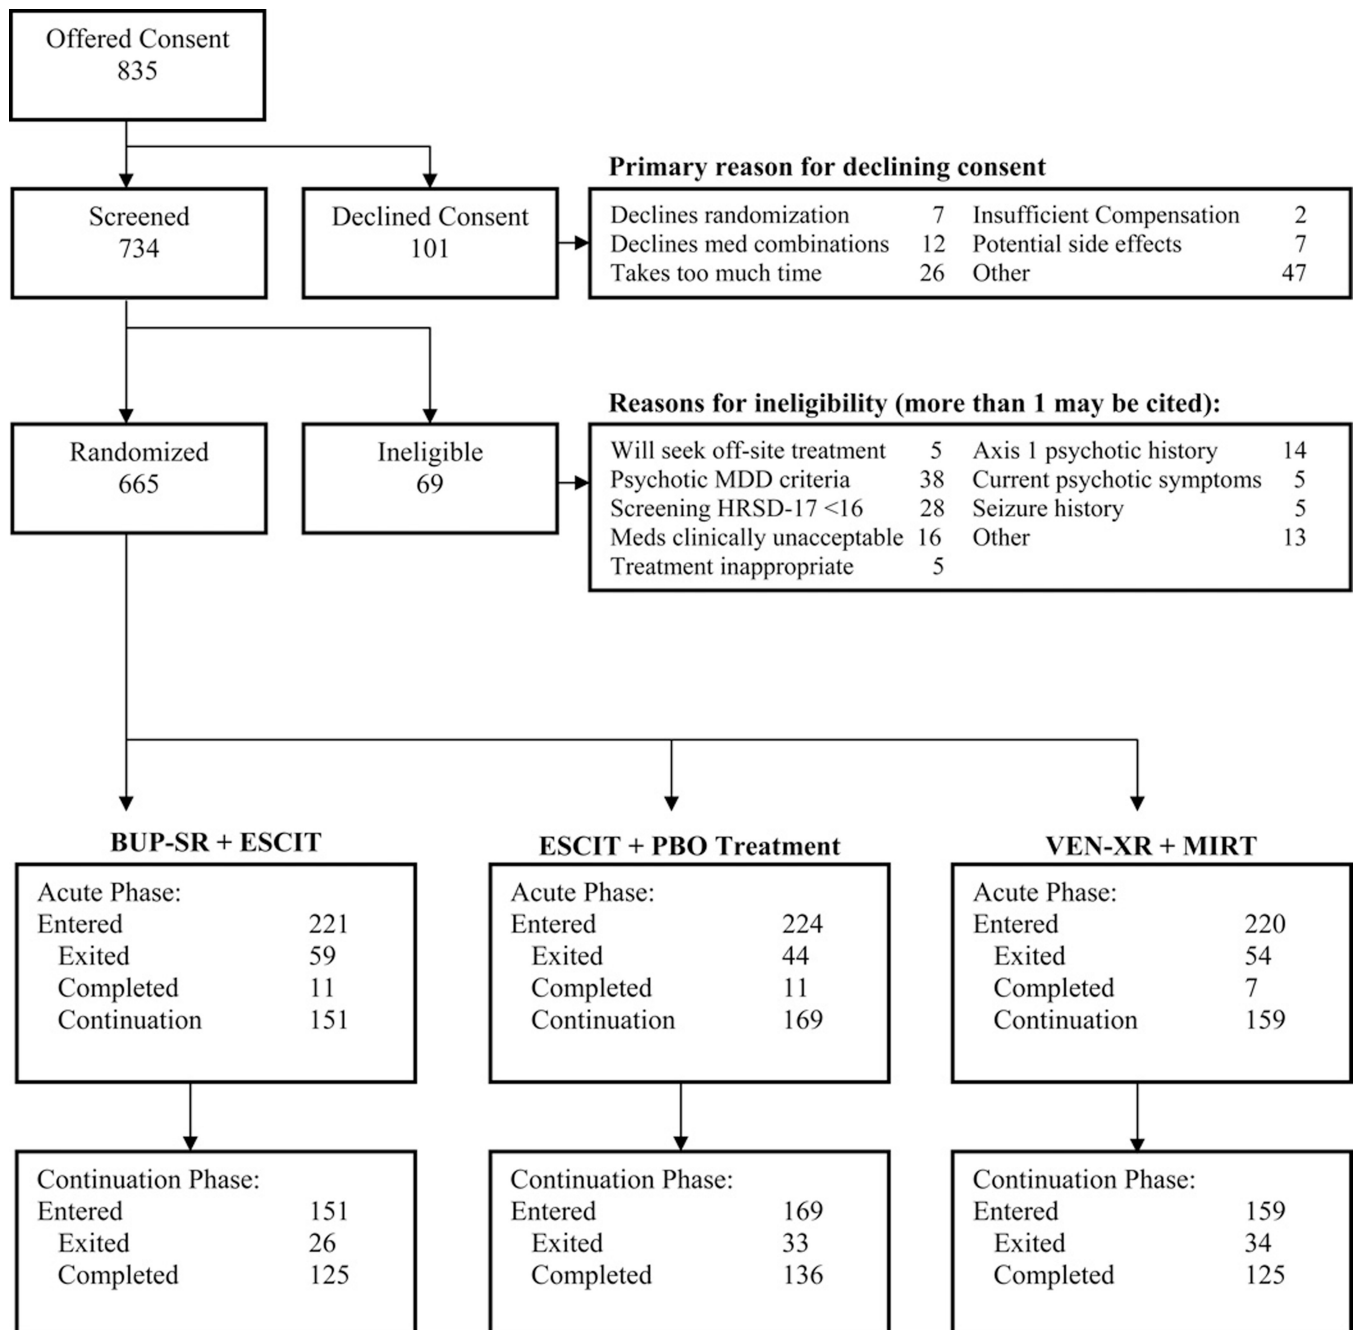 Offered Consent
835
Primary reason for declining consent
Screened
734
Declined Consent
101
Declines randomization 7 Insufficient Compensation 2
Declines med combinations 12 Potential side effects 7
Takes too much time 26 Other 47
Reasons for ineligibility (more than 1 may be cited):
Randomized
665
Ineligible
69
Will seek off-site treatment 5 Axis 1 psychotic history 14
Psychotic MDD criteria 38 Current psychotic symptoms 5
Screening HRSD-17 <16 28 Seizure history 5
Meds clinically unacceptable 16 Other 13
Treatment inappropriate 5
BUP-SR + ESCIT
Acute Phase:
Entered 221
Exited 59
Completed 11
Continuation 151
Continuation Phase:
Entered 151
Exited 26
Completed 125
ESCIT + PBO Treatment
Acute Phase:
Entered 224
Exited 44
Completed 11
Continuation 169
Continuation Phase:
Entered 169
Exited 33
Completed 136
VEN-XR + MIRT
Acute Phase:
Entered 220
Exited 54
Completed 7
Continuation 159
Continuation Phase:
Entered 159
Exited 34
Completed 125